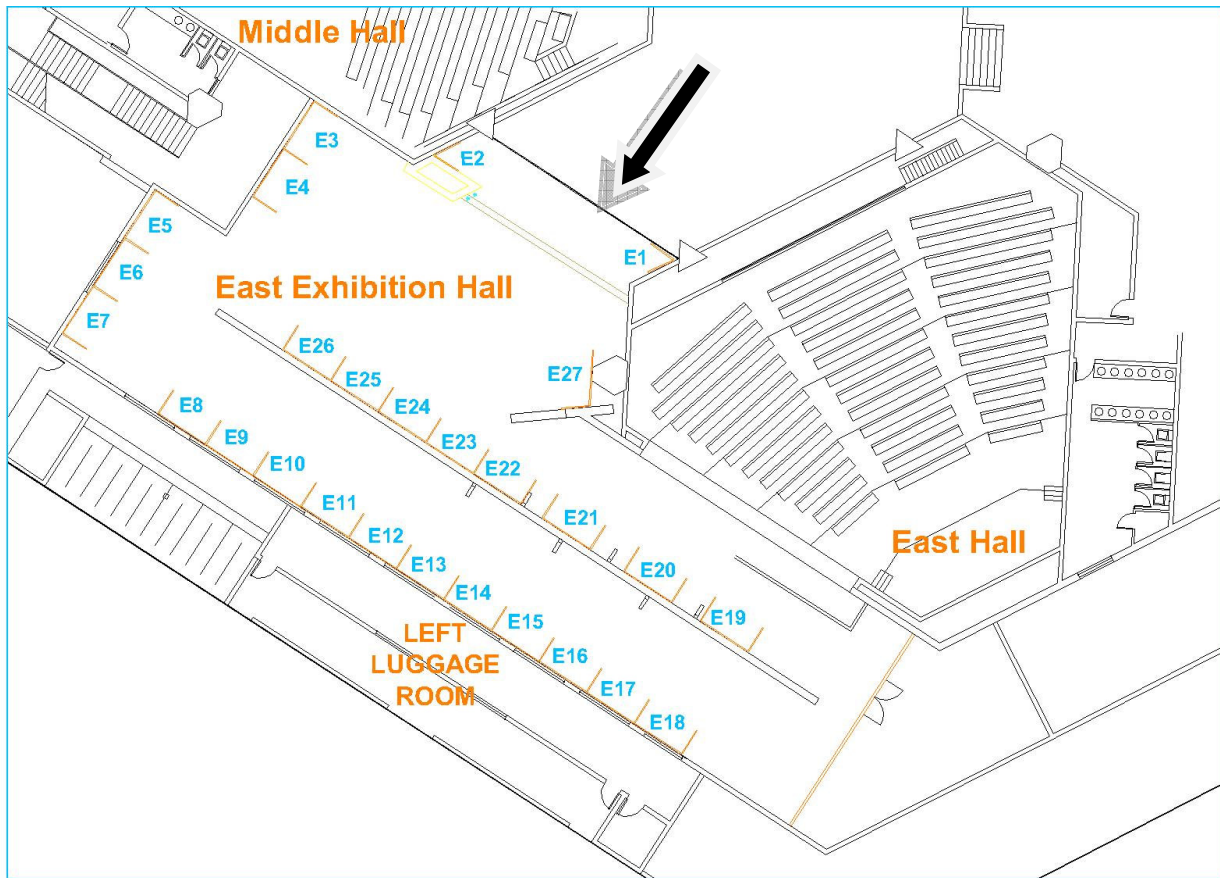 Middle Hall
E3
E2
E4
E5
E1
E6
East Exhibition Hall
E7
E26
E27
E25
E8
E24
E9
E23
E10
E22
E11
E21
E12
East Hall
E13
E20
E14
E19
E15
LEFT
LUGGAGE
ROOM
E16
E17
E18